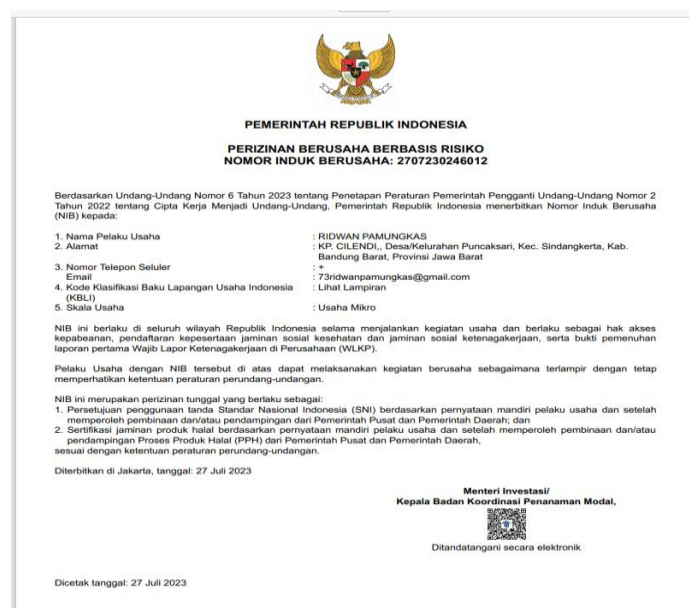 PEMERINTAH REPUBLIK INDONESIA
PERIZINAN BERUSAHA BERBASIS RISIKO
NOMOR INDUK BERUSAHA: 2707230246012
Berdasarkan Undang-Undang Nomor 6 Tahun 2023 tentang Penetapan Peraturan Pemerintah Pengganti Undang-Undang Nomor 2
Tahun 2022 tentang Cipta Kerja Menjadi Undang-Undang, Pemerintah Republik Indonesia menerbitkan Nomor Induk Berusaha
(NIB) kepada:
1. Nama Pelaku Usaha : RIDWAN PAMUNGKAS
2. Alamat : KP. CILENDI,, Desa/Kelurahan Puncaksari, Kec. Sindangkerta, Kab.
Bandung Barat, Provinsi Jawa Barat
3. Nomor Telepon Seluler : +
Email : 73ridwanpamungkas@gmail.com
4. Kode Klasifikasi Baku Lapangan Usaha Indonesia : Lihat Lampiran
(KBLI)
5. Skala Usaha : Usaha Mikro
NIB ini berlaku di seluruh wilayah Republik Indonesia selama menjalankan kegiatan usaha dan berlaku sebagai hak akses
kepabeanan, pendaftaran kepesertaan jaminan sosial kesehatan dan jaminan sosial ketenagakerjaan, serta bukti pemenuhan
laporan pertama Wajib Lapor Ketenagakerjaan di Perusahaan (WLKP).
Pelaku Usaha dengan NIB tersebut di atas dapat melaksanakan kegiatan berusaha sebagaimana terlampir dengan tetap
memperhatikan ketentuan peraturan perundang-undangan.
NIB ini merupakan perizinan tunggal yang berlaku sebagai:
1. Persetujuan penggunaan tanda Standar Nasional Indonesia (SNI) berdasarkan pernyataan mandiri pelaku usaha dan setelah
memperoleh pembinaan dan/atau pendampingan dari Pemerintah Pusat dan Pemerintah Daerah; dan
2. Sertifikasi jaminan produk halal berdasarkan pernyataan mandiri pelaku usaha dan setelah memperoleh pembinaan dan/atau
pendampingan Proses Produk Halal (PPH) dari Pemerintah Pusat dan Pemerintah Daerah,
sesuai dengan ketentuan peraturan perundang-undangan.
Diterbitkan di Jakarta, tanggal: 27 Juli 2023
Menteri Investasi/
Kepala Badan Koordinasi Penanaman Modal,
Ditandatangani secara elektronik
Dicetak tanggal: 27 Juli 2023